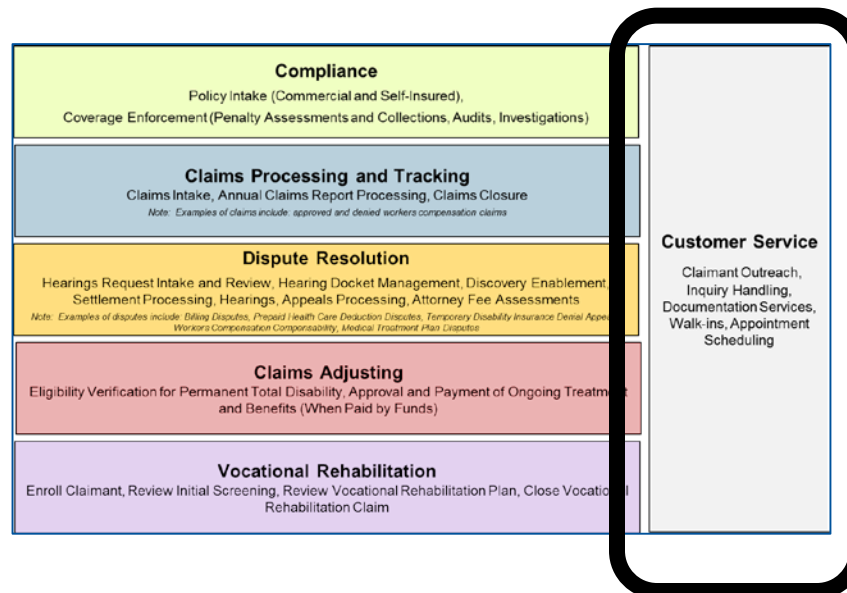 Compliance
Policy Intake (Commercial and Self-Insured),
Coverage Enforcement (Penalty Assessments and Collections, Audits, Investigations)
Claims Processing and Tracking
Claims Intake, Annual Claims Report Processing, Claims Closure
Note: Examples of claims include: approved and denied workers compensation claims
Dispute Resolution
Hearings Request Intake and Review, Hearing Docket Management, Discovery Enablement,
Settlement Processing, Hearings, Appeals Processing, Attorney Fee Assessments
Note: Examples of disputes include: Billing Disputes, Prepaid Health Care Deduction Disputes, Temporary Disability Insurance Denial
Workers Compensation Compensability, Medical Treatment Plan Disputes
Claims Adjusting
Eligibility Verification for Permanent Total Disability, Approval and Payment of Ongoing
and Benefits (When Paid by Funds)
Vocational Rehabilitation
Enroll Claimant, Review Initial Screening, Review Vocational Rehabilitation Plan, Close
Rehabilitation Claim
Customer Service
Claimant Outreach,
Inquiry Handling,
Documentation Services,
Walk-ins, Appointment
Scheduling